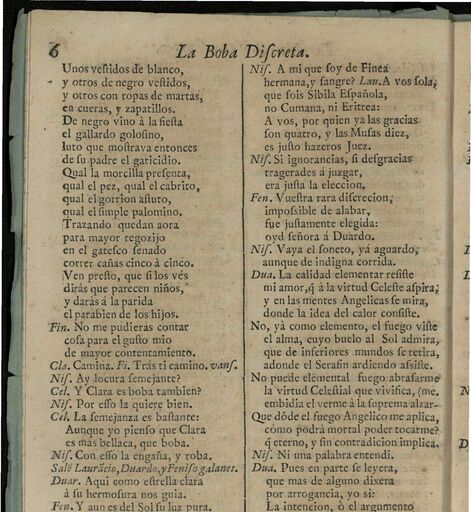 6
La Boba Discreta.
Unos vestidos de blanco,
y otros de negro vestidos,
y otros con ropas de martas,
en cueras, y zapatillos.
De negro vino à la fiesta
el gallardo golosino,
luto que mostrava entonces
de su padre el gaticidio.
Qual la morcilla presenta,
qual el pez, qual el cabrito,
qual el gorrion astuto,
qual el simple palomino.
Trazando quedan aora
para mayor regozijo
en el gatesco senado
correr cañas cinco à cinco.
Ven presto, que si los vés
dirás que parecen niños,
y darás á la parida
el parabien de los hijos.
Fin. No me pudieran contar
cosa para el gusto mio
de mayor contentamiento.
Cla. Camina. Fi. Tras ti camino. vans.
Nis. Ay locura semejante?
Cel. Y Clara es boba tambien?
Nis. Por esso la quiere bien.
Cel. La semejanza es bastante:
Aunque yo pienso que Clara
es más bellaca, que boba.
Nis. Con esso la engaña, y roba.
Salé Lauracio, Duardo, y Feniso galanes.
Duar. Aqui como estrella clara
à su hermosura nos guia.
Fen. Y aun es del Sol su luz pura.
Nis. A mi que soy de Finea
hermana, y sangre? Lau. A vos sola,
que sois Sibila Española,
no Cumana, ni Eritrea:
A vos, por quien ya las gracias
son quatro, y las Musas diez,
es justo hazeros Juez.
Nis. Si ignorancias, si desgracias
tragerades á juzgar,
era justa la eleccion.
Fen. Vuestra rara discrecion,
impossible de alabar,
fue justamente elegida:
oyd señora á Duardo.
Nis. Vaya el soneto, yá aguardo,
aunque de indigna corrida.
Dua. La calidad elementar resiste
mi amor, q̃ à la virtud Celeste aspira,
y en las mentes Angelicas se mira,
donde la idea del calor consiste.
No, yà como elemento, el fuego viste
el alma, cuyo buelo al Sol admira,
que de inferiores mundos se retira,
adonde el Serafin ardiendo assiste.
No puede elemental fuego abrasarme
la virtud Celestial que vivifica, (me.
embidia el verme à la suprema alzar-
Que dóde el fuego Angelico me aplica,
còmo podrá mortal poder tocarme?
q̃ eterno, y fin contradicion implica.
Nis. Ni una palabra entendi.
Dua. Pues en parte se leyera,
que mas de alguno dixera
por arrogancia, yo si:
La intencion, ò el argumento